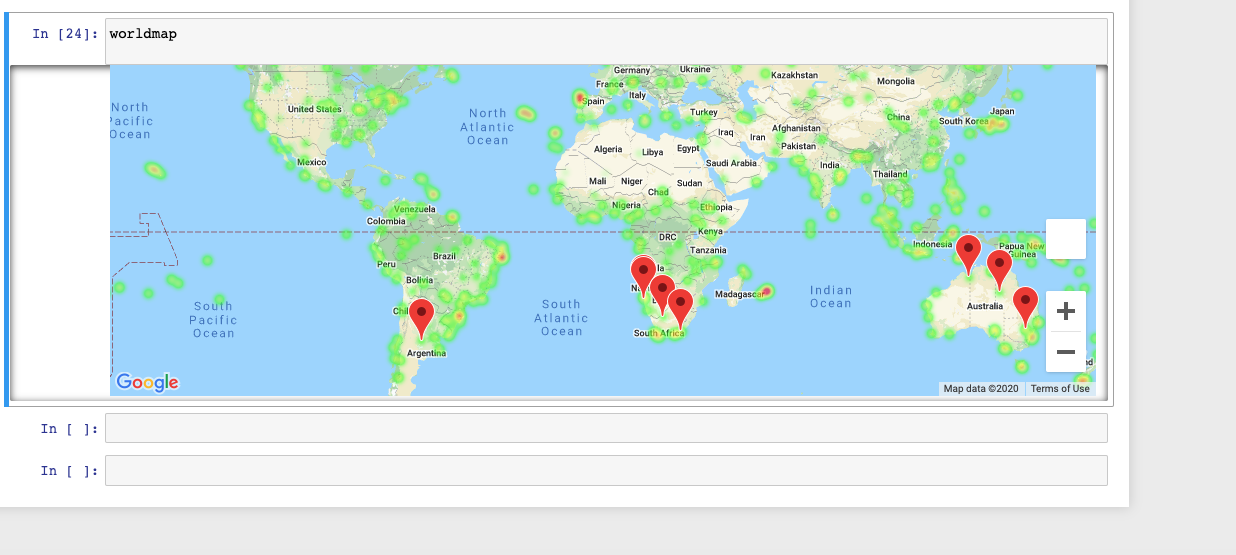 In [24]: worldmap
Germany
Ukraine
Kazakhstan
Mongolia
France
Italy
Spain
North
Pacific
Ocean
United States
North
Atlantic
Ocean
Turkey
China
South Korea
Japan
Afghanistan
Iraq
Iran
Pakistan
Algeria
Libya
Egypt
Saudi Arabia
Mexico
India
Thailand
Mali
Niger
Chad
Sudan
Nigeria
Ethiopia
Venezuela
Colombia
DRC
Kenya
Tanzania
Indonesia
Papua New
Guinea
Peru
Brazil
Bolivia
Madagascar
Indian
Ocean
South
Pacific
Ocean
South
Atlantic
Ocean
Australia
South Africa
Argentina
Google
Map data ©2020
Terms of Use
In [ ]:
In [ ]: